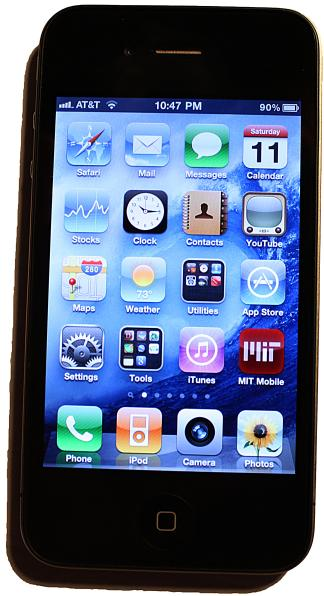 AT&T 10:47 PM 90%
Saturday
11
Safari Mail Messages Calendar
Stocks Clock Contacts YouTube
280
73°
Maps Weather Utilities App Store
MIT
Settings Tools iTunes MIT Mobile
Phone iPod Camera Photos